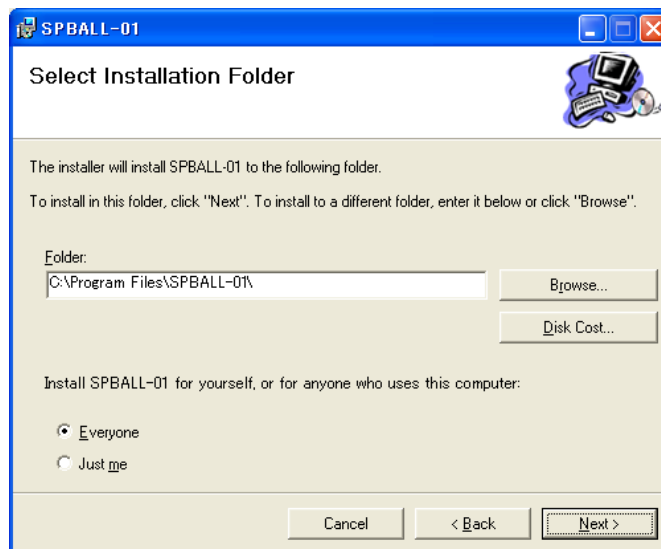 SPBALL-01
Select Installation Folder
The installer will install SPBALL-01 to the following folder.
To install in this folder, click "Next". To install to a different folder, enter it below or click "Browse".
Folder:
C:\Program Files\SPBALL-01\
Browse...
Disk Cost...
Install SPBALL-01 for yourself, or for anyone who uses this computer:
Everyone
Just me
Cancel
< Back
Next >